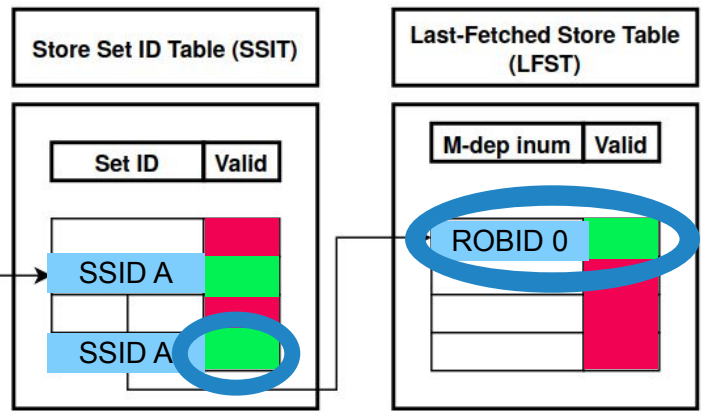 Store Set ID Table (SSIT)
Last-Fetched Store Table
(LFST)
Set ID
Valid
M-dep inum
Valid
SSID A
SSID A
ROBID 0